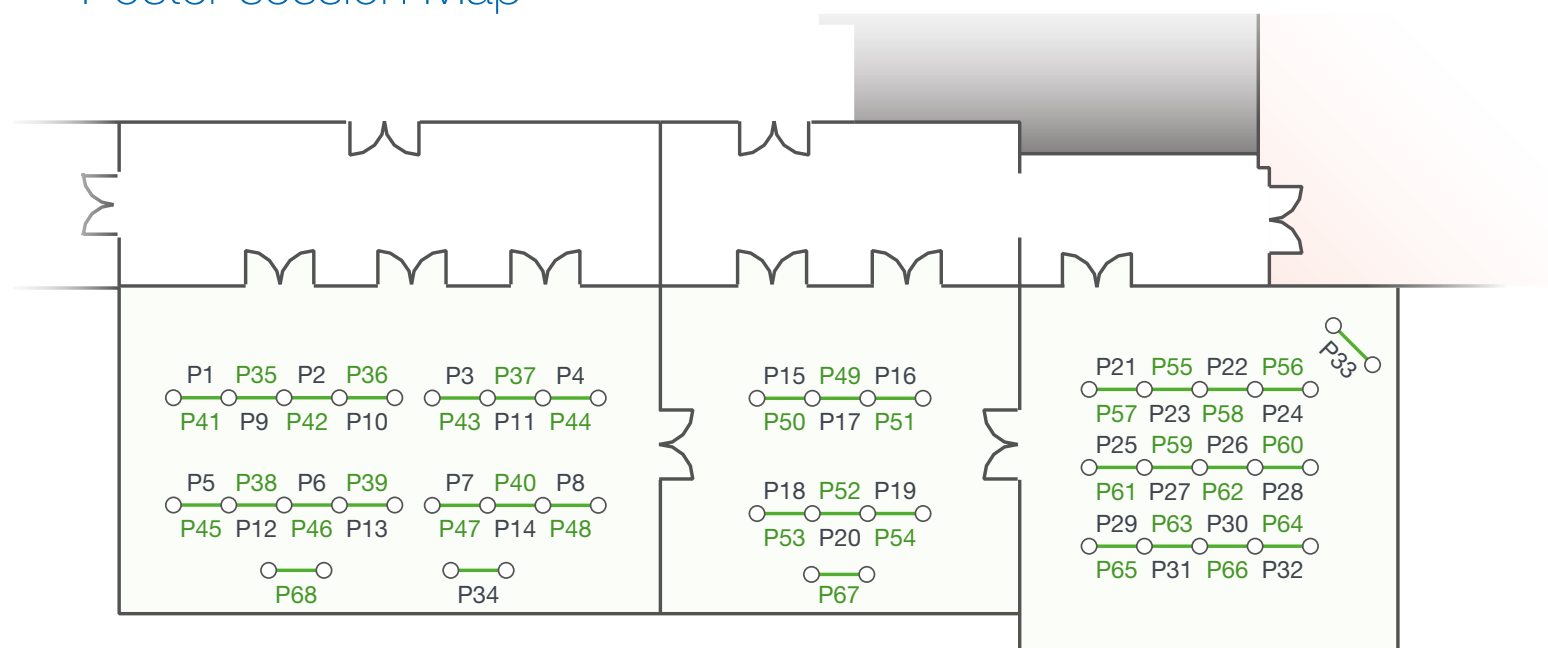 Poster session Map
P1 P35 P2 P36
P41 P9 P42 P10
P3 P37 P4
P43 P11 P44
P5 P38 P6 P39
P45 P12 P46 P13
P7 P40 P8
P47 P14 P48
P68
P34
P15 P49 P16
P50 P17 P51
P18 P52 P19
P53 P20 P54
P67
P33
P21 P55 P22 P56
P57 P23 P58 P24
P25 P59 P26 P60
P61 P27 P62 P28
P29 P63 P30 P64
P65 P31 P66 P32